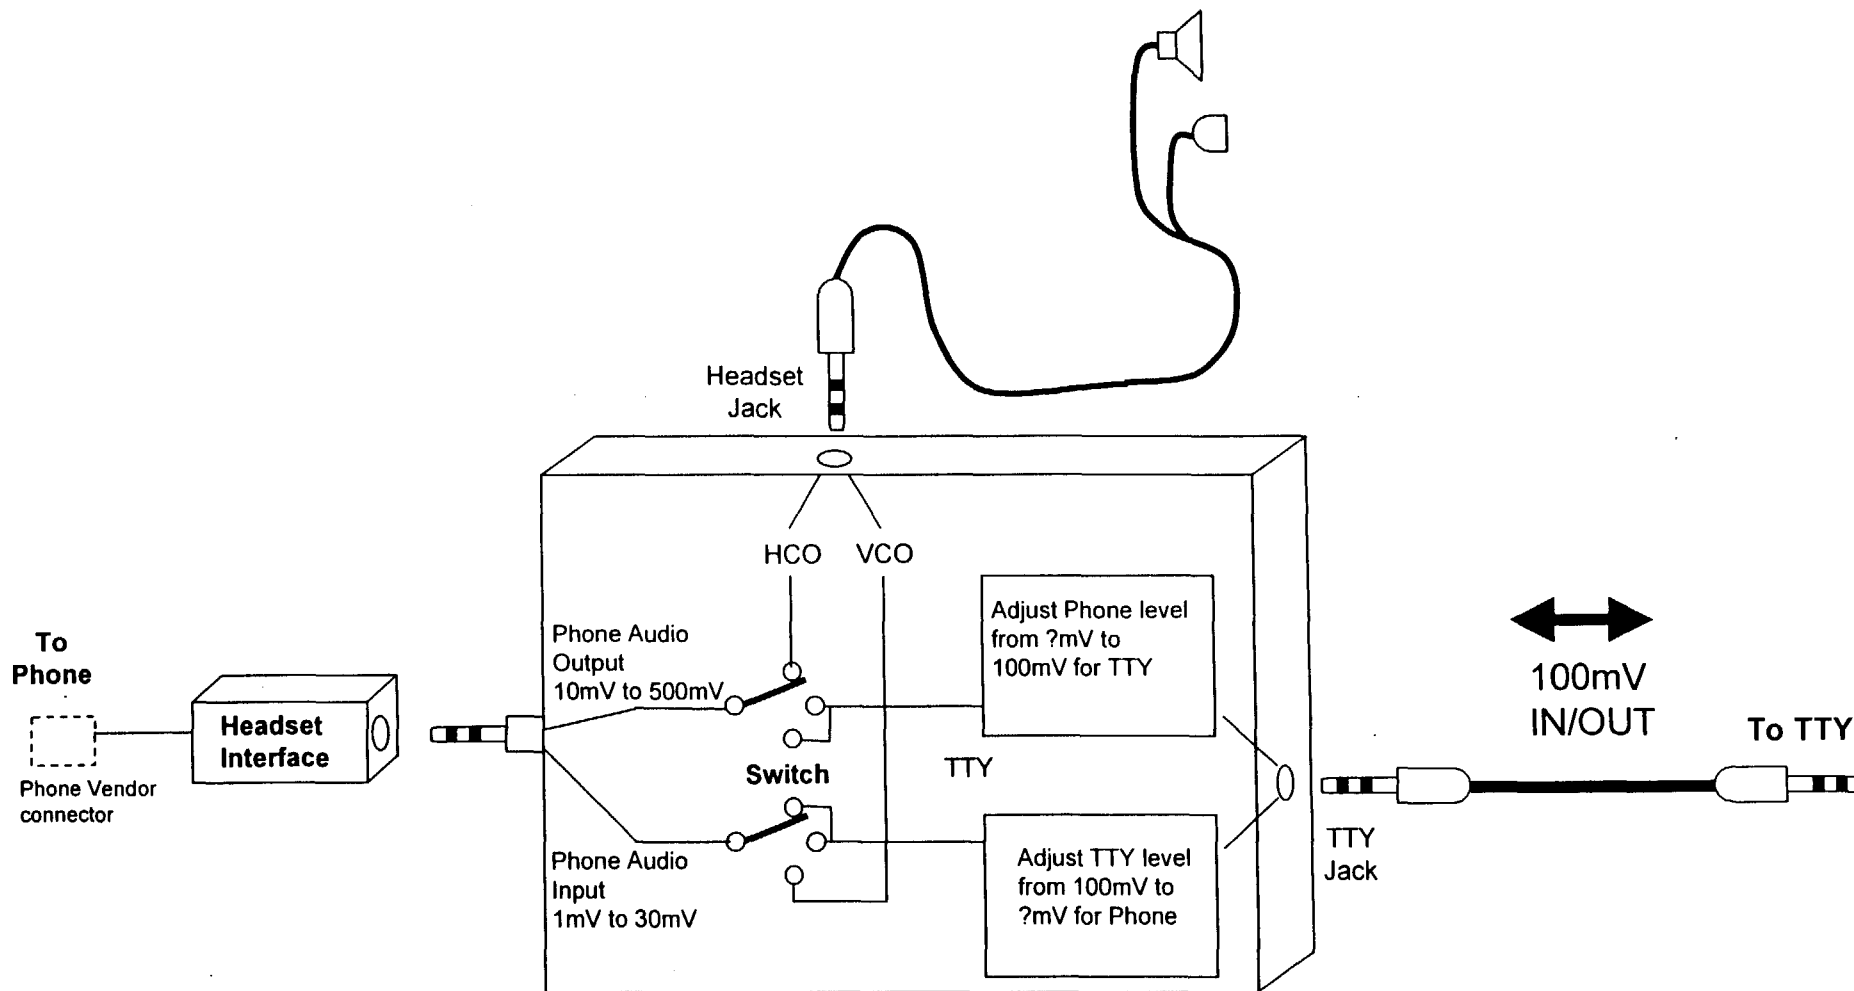 Headset
Jack
HCO VCO
Adjust Phone level
from ?mV to
100mV for TTY
Phone Audio
Output
10mV to 500mV
To
Phone
100mV
IN/OUT
To TTY
Headset
Interface
Phone Vendor
connector
Switch
TTY
TTY
Jack
Phone Audio
Input
1mV to 30mV
Adjust TTY level
from 100mV to
?mV for Phone